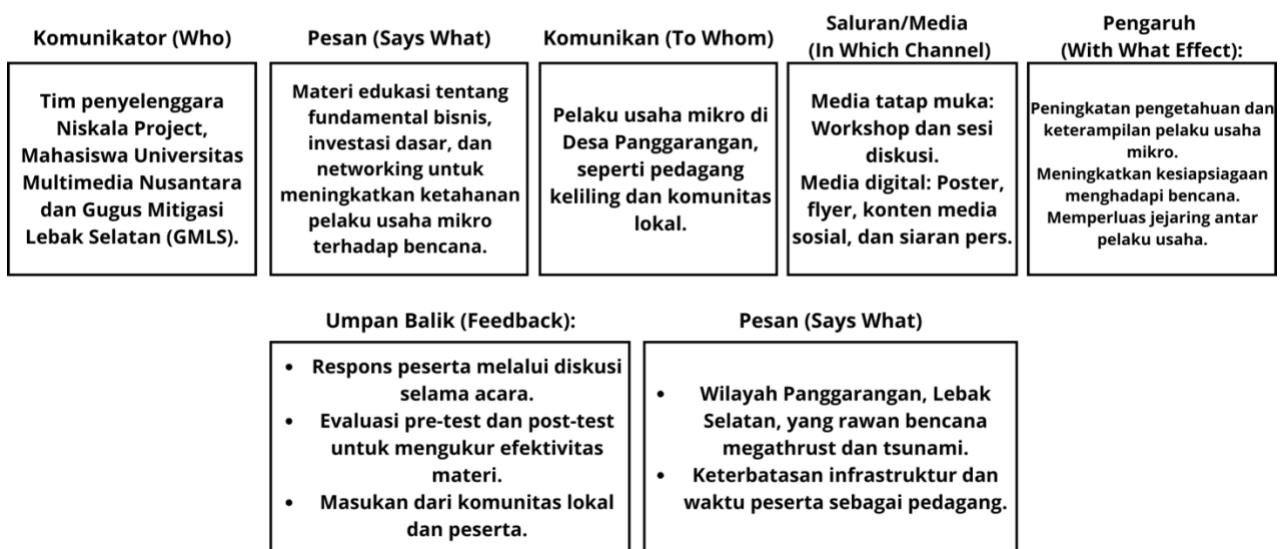 Komunikator (Who)
Tim penyelenggara
Niskala Project,
Mahasiswa Universitas
Multimedia Nusantara
dan Gugus Mitigasi
Lebak Selatan (GMLS).
Pesan (Says What)
Materi edukasi tentang
fundamental bisnis,
investasi dasar, dan
networking untuk
meningkatkan ketahanan
pelaku usaha mikro
terhadap bencana.
Komunikan (To Whom)
Pelaku usaha mikro di
Desa Panggarangan,
seperti pedagang
keliling dan komunitas
lokal.
Saluran/Media
(In Which Channel)
Media tatap muka:
Workshop dan sesi
diskusi.
Media digital: Poster,
flyer, konten media
sosial, dan siaran pers.
Pengaruh
(With What Effect):
Peningkatan pengetahuan dan
keterampilan pelaku usaha
mikro.
Meningkatkan kesiapsiagaan
menghadapi bencana.
Memperluas jejaring antar
pelaku usaha.
Umpan Balik (Feedback):
• Respons peserta melalui diskusi
selama acara.
• Evaluasi pre-test dan post-test
untuk mengukur efektivitas
materi.
• Masukan dari komunitas lokal
dan peserta.
Pesan (Says What)
• Wilayah Panggarangan, Lebak
Selatan, yang rawan bencana
megathrust dan tsunami.
• Keterbatasan infrastruktur dan
waktu peserta sebagai pedagang.